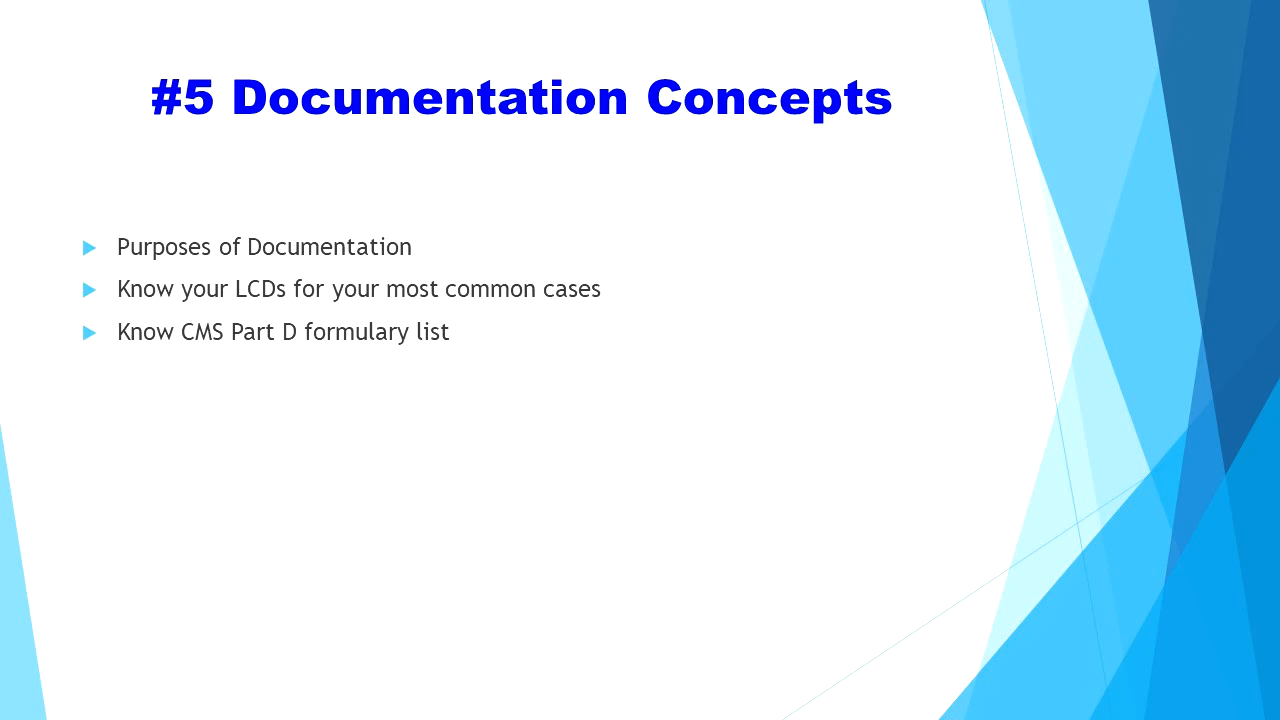 #5 Documentation Concepts
Purposes of Documentation
Know your LCDs for your most common cases
Know CMS Part D formulary list